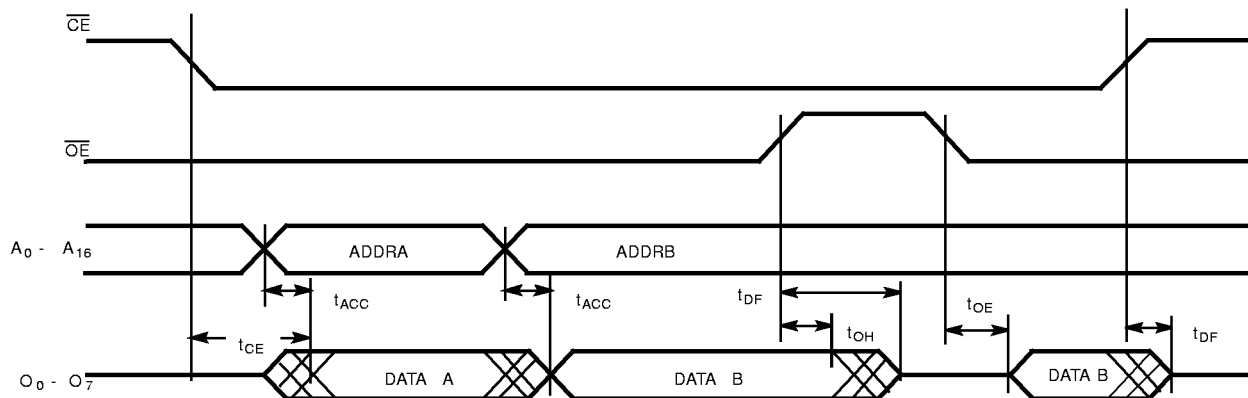 CE
OE
A0 - A16 ADDRA ADDRB
tACC tACC tDF tOE
tCE tOH tDF
O0 - O7 DATA A DATA B DATA B